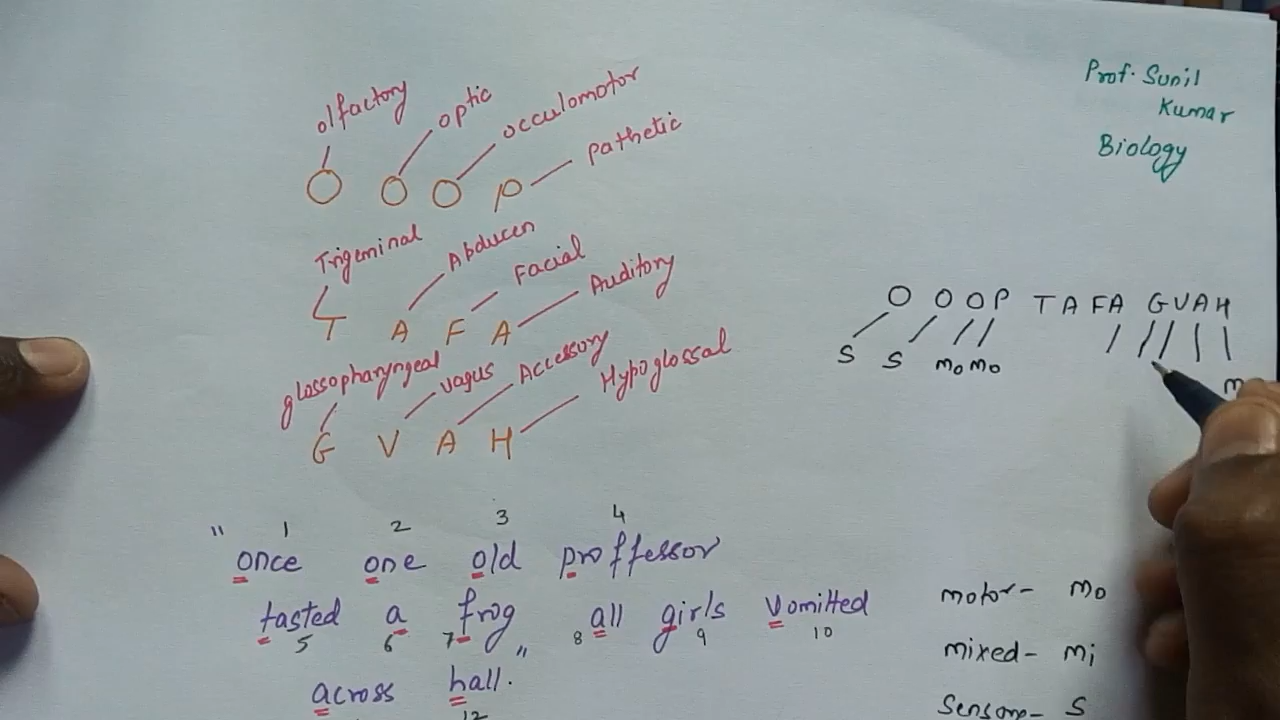 Prof. Sunil
Kumar
Biology
olfactory optic occulomotor pathetic
O O O P
Trigeminal Abducen Facial Auditory
T A F A
glossopharyngeal vagus Accessory Hypoglossal
G V A H
O O O P T A F A G V A H
S S mo mo m
" 1 2 3 4
once one old proffessor
tasted a frog all girls vomitted
5 6 7 " 8 9 10
across hall.
12
motor- mo
mixed- mi
S